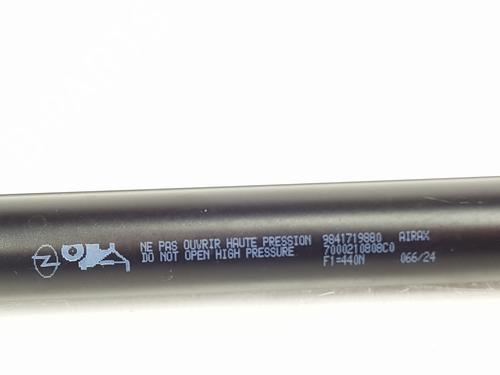 NE PAS OUVRIR HAUTE PRESSION 9841719880 AIRAX
DO NOT OPEN HIGH PRESSURE 7000210808C0
F1=440N 066/24